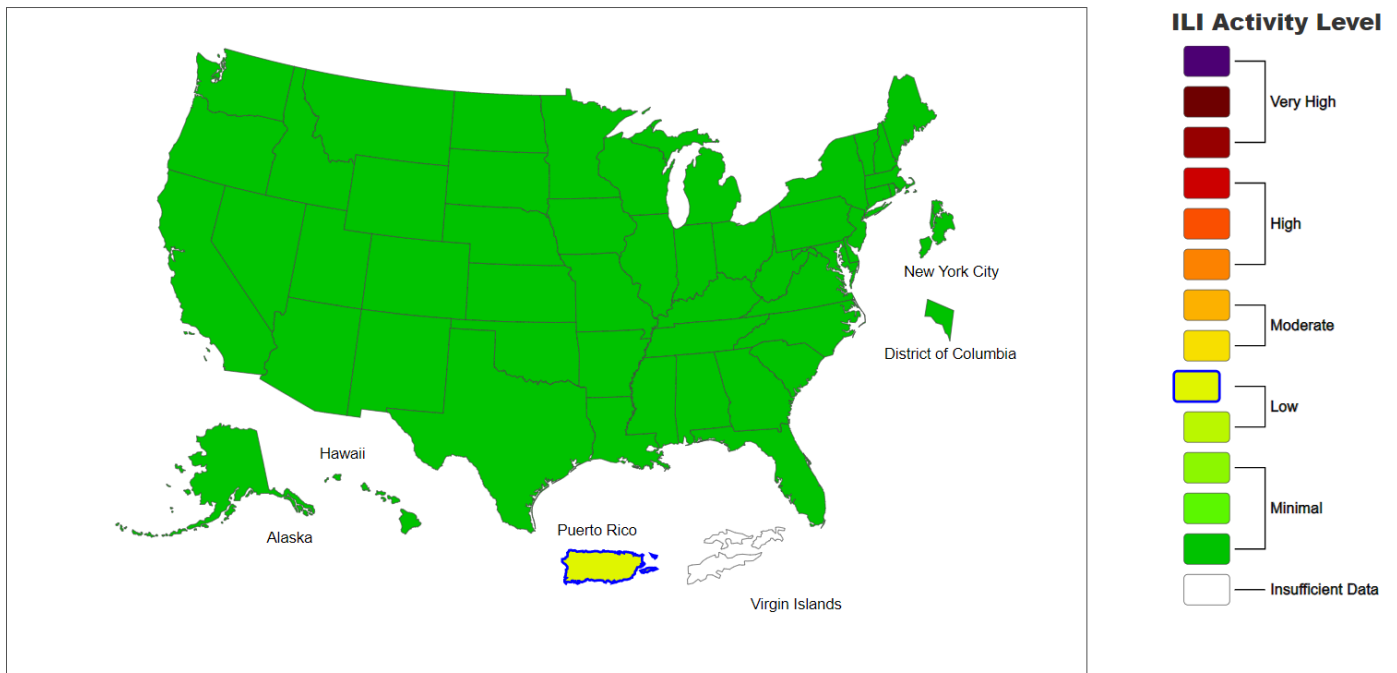 ILI Activity Level
Very High
High
New York City
Moderate
District of Columbia
Low
Hawaii
Minimal
Puerto Rico
Alaska
Insufficient Data
Virgin Islands